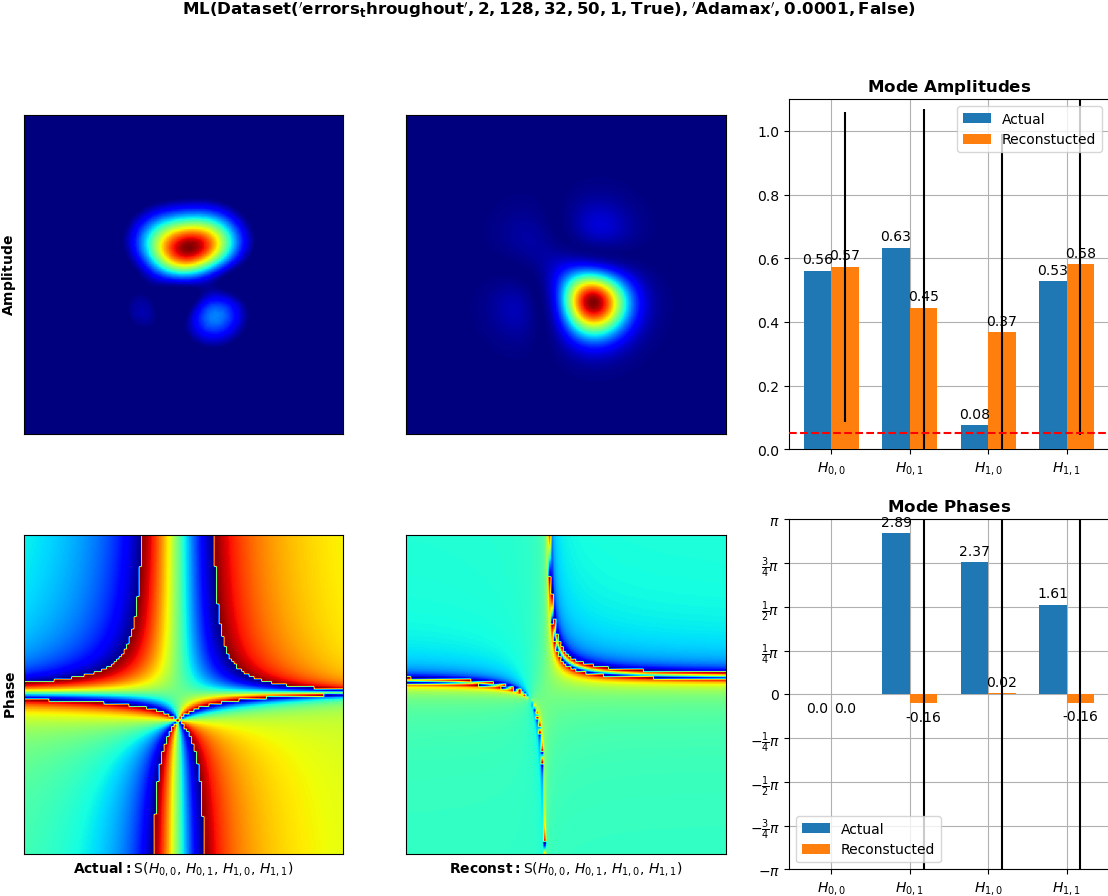 ML(Dataset('errors_throughout', 2, 128, 32, 50, 1, True), 'Adamax', 0.0001, False)
Amplitude
Mode Amplitudes
Actual
Reconstucted
1.0
0.8
0.6
0.4
0.2
0.0
0.56
0.57
0.63
0.45
0.08
0.37
0.53
0.58
H0,0
H0,1
H1,0
H1,1
Phase
Actual: S(H0,0, H0,1, H1,0, H1,1)
Reconst: S(H0,0, H0,1, H1,0, H1,1)
Mode Phases
π
3/4π
1/2π
1/4π
0
−1/4π
−1/2π
−3/4π
−π
0.0
0.0
2.89
-0.16
2.37
0.02
1.61
-0.16
Actual
Reconstucted
H0,0
H0,1
H1,0
H1,1